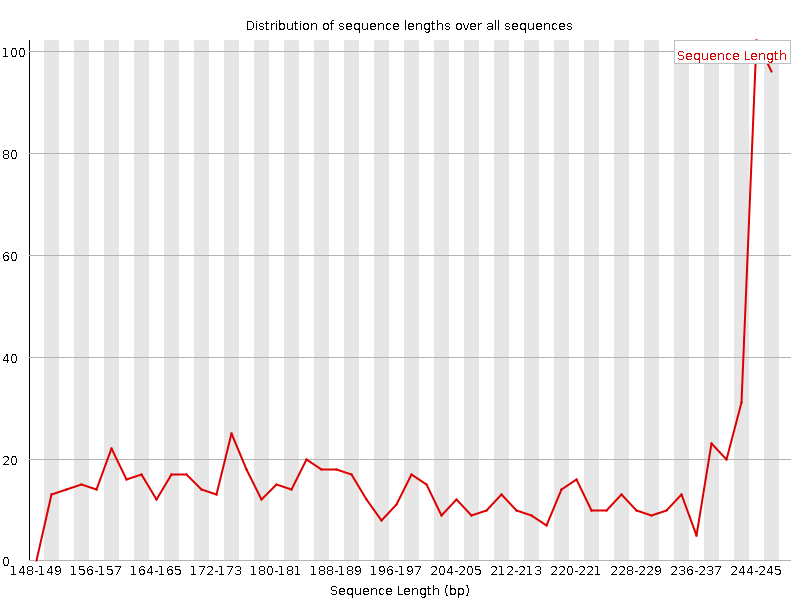 Distribution of sequence lengths over all sequences
Sequence Length
100
80
60
40
20
0
148-149 156-157 164-165 172-173 180-181 188-189 196-197 204-205 212-213 220-221 228-229 236-237 244-245
Sequence Length (bp)